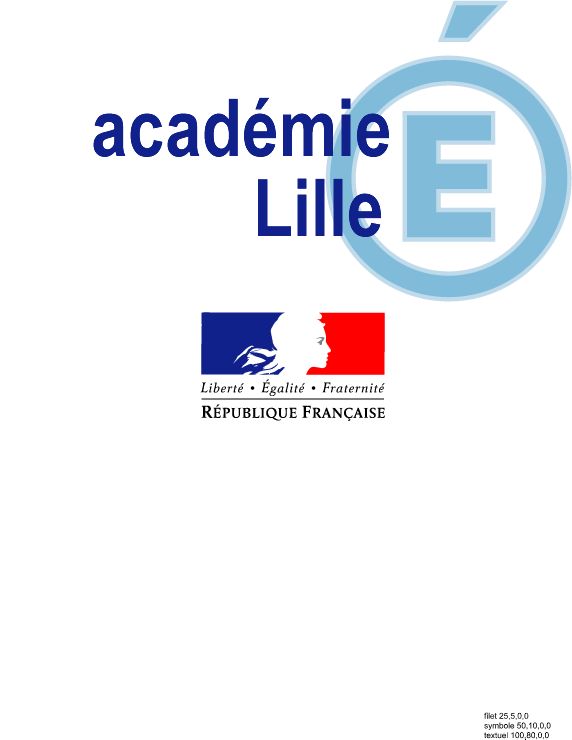 É
académie
Lille
Liberté • Égalité • Fraternité
RÉPUBLIQUE FRANÇAISE
filet 25,5,0,0
symbole 50,10,0,0
textuel 100,80,0,0